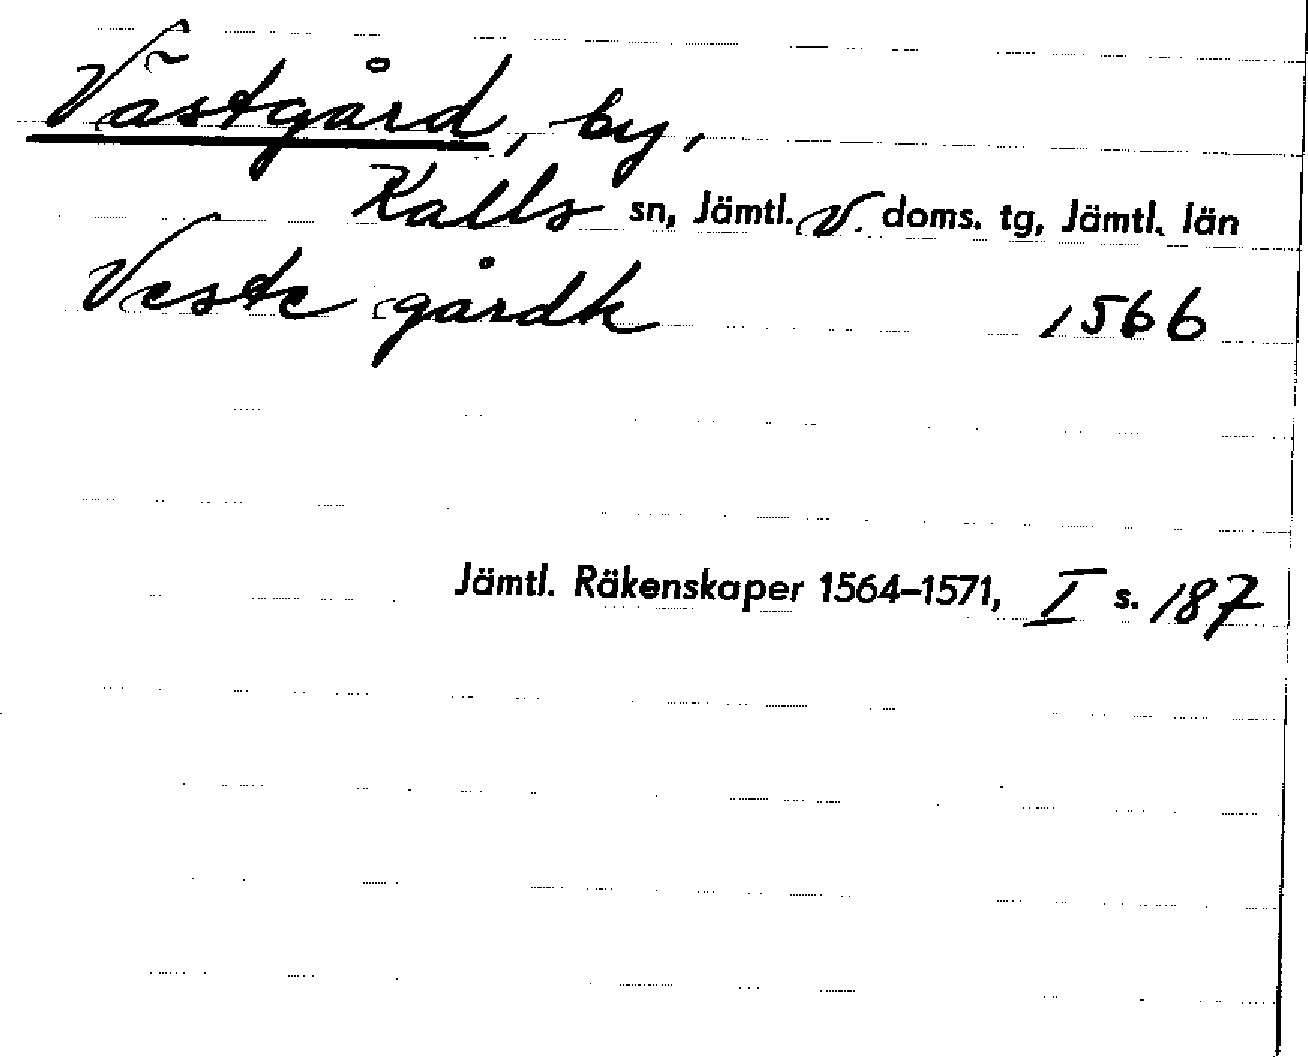 Västgård, by,
Kalls sn, Jämtl. V. doms. tg, Jämtl. län
Veste gårdh 1566
Jämtl. Räkenskaper 1564–1571, I s. 187